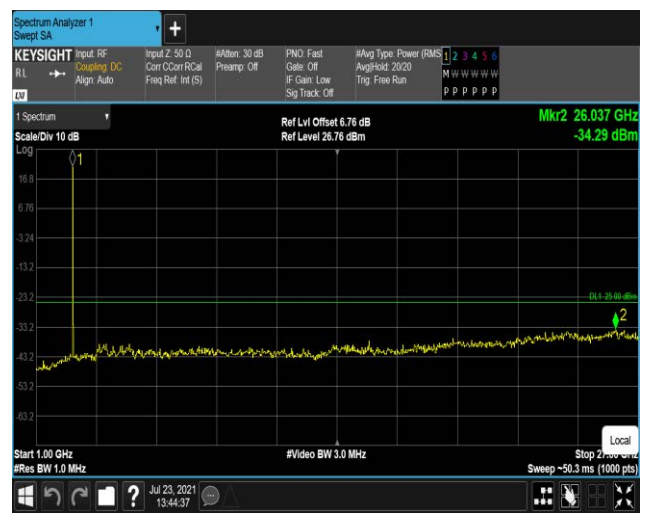 Spectrum Analyzer 1
Swept SA
+
KEYSIGHT
RL
LXI
Input: RF
Coupling: DC
Align: Auto
Input Z: 50 Ω
Corr CCorr RCal
Freq Ref: Int (S)
#Atten: 30 dB
Preamp: Off
PNO: Fast
Gate: Off
IF Gain: Low
Sig Track: Off
#Avg Type: Power (RMS
Avg|Hold: 20/20
Trig: Free Run
1 2 3 4 5 6
M W W W W W
P P P P P P
1 Spectrum
Scale/Div 10 dB
Log
Ref Lvl Offset 6.76 dB
Ref Level 26.76 dBm
Mkr2 26.037 GHz
-34.29 dBm
1
16.8
6.76
-3.24
-13.2
-23.2
DL1 -25.00 dBm
2
-33.2
-43.2
-53.2
-63.2
Local
Start 1.00 GHz
#Video BW 3.0 MHz
Stop 27.00 GHz
#Res BW 1.0 MHz
Sweep ~50.3 ms (1000 pts)
?
Jul 23, 2021
13:44:37